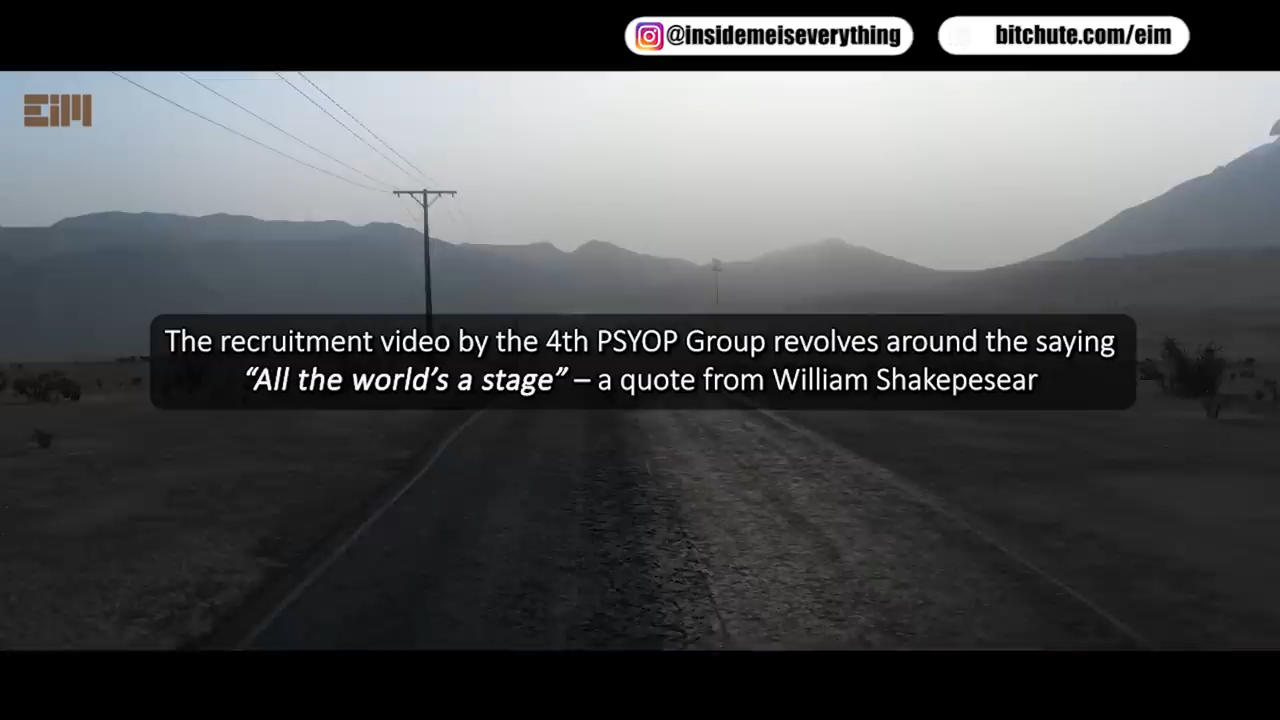 @insidemeiseverything
bitchute.com/eim
EiM
The recruitment video by the 4th PSYOP Group revolves around the saying
“All the world’s a stage” – a quote from William Shakepesear